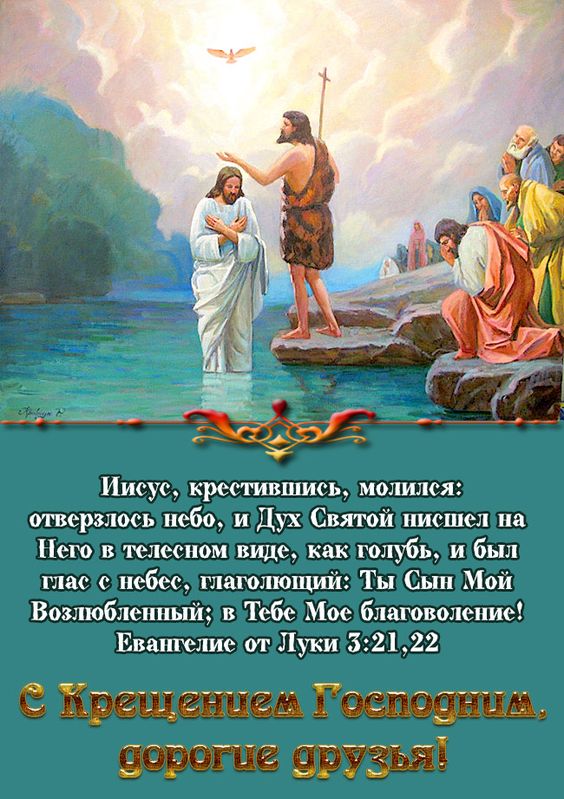 Иисус, крестившись, молился:
отверзлось небо, и Дух Святой нисшел на
Него в телесном виде, как голубь, и был
глас с небес, глаголющий: Ты Сын Мой
Возлюбленный; в Тебе Мое благоволение!
Евангелие от Луки 3:21,22
С Крещением Господним,
дорогие друзья!